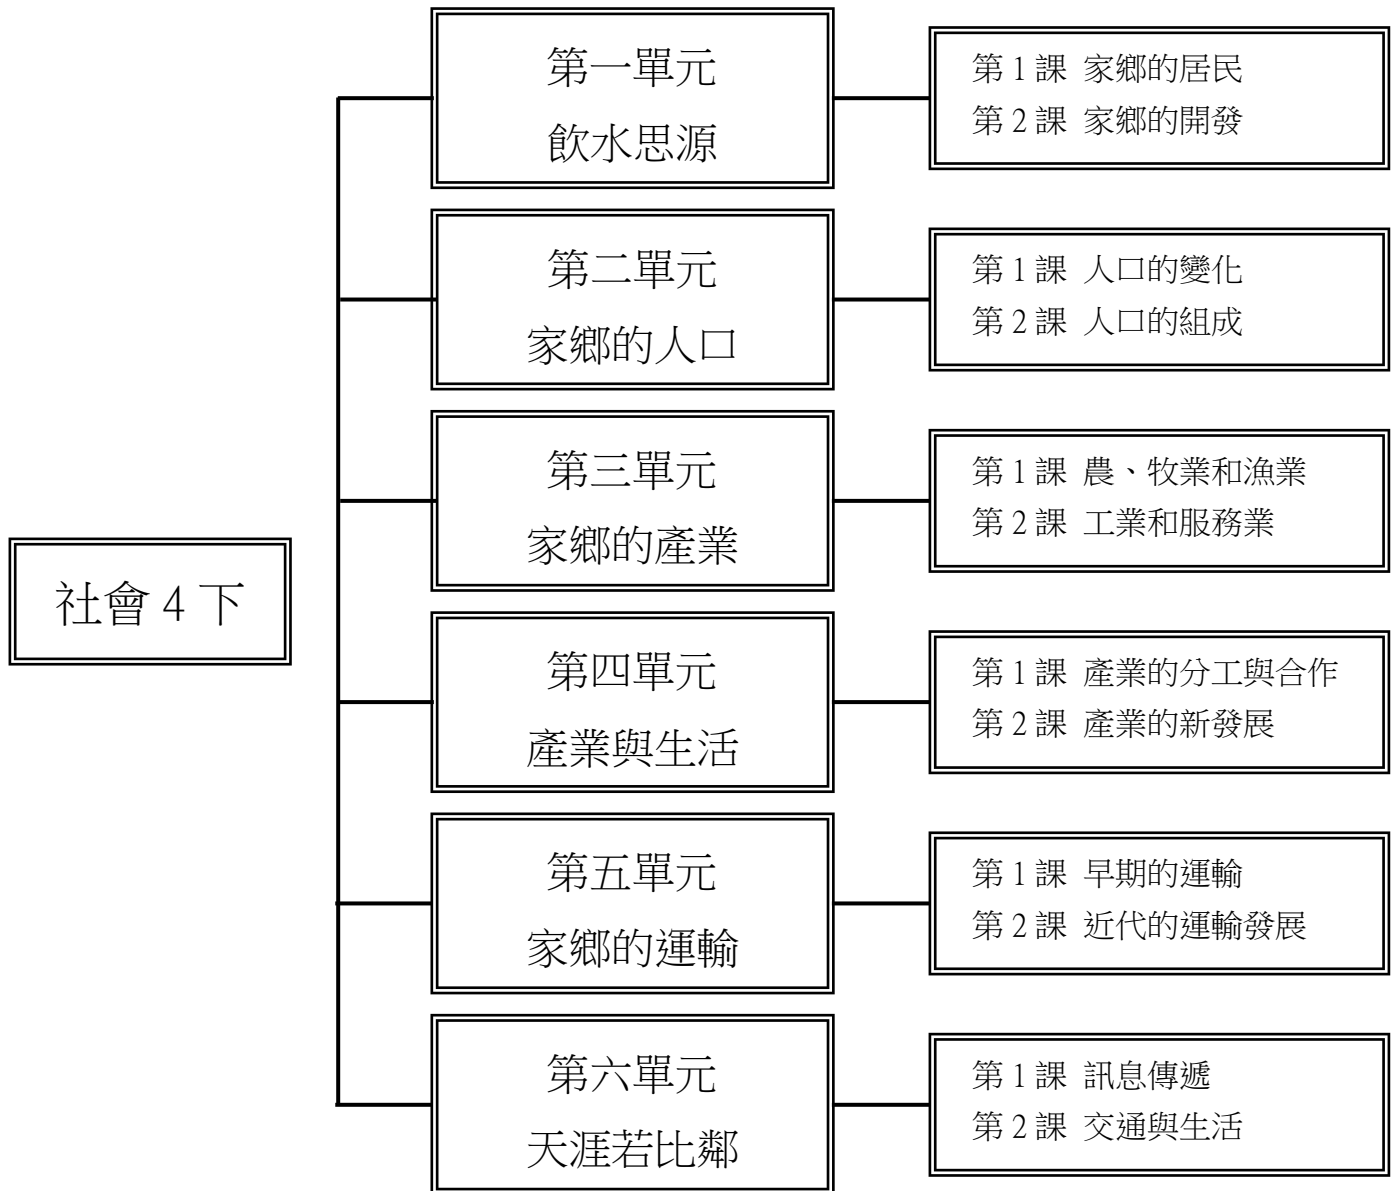 社會 4 下
第一單元
飲水思源
第 1 課 家鄉的居民
第 2 課 家鄉的開發
第二單元
家鄉的人口
第 1 課 人口的變化
第 2 課 人口的組成
第三單元
家鄉的產業
第 1 課 農、牧業和漁業
第 2 課 工業和服務業
第四單元
產業與生活
第 1 課 產業的分工與合作
第 2 課 產業的新發展
第五單元
家鄉的運輸
第 1 課 早期的運輸
第 2 課 近代的運輸發展
第六單元
天涯若比鄰
第 1 課 訊息傳遞
第 2 課 交通與生活